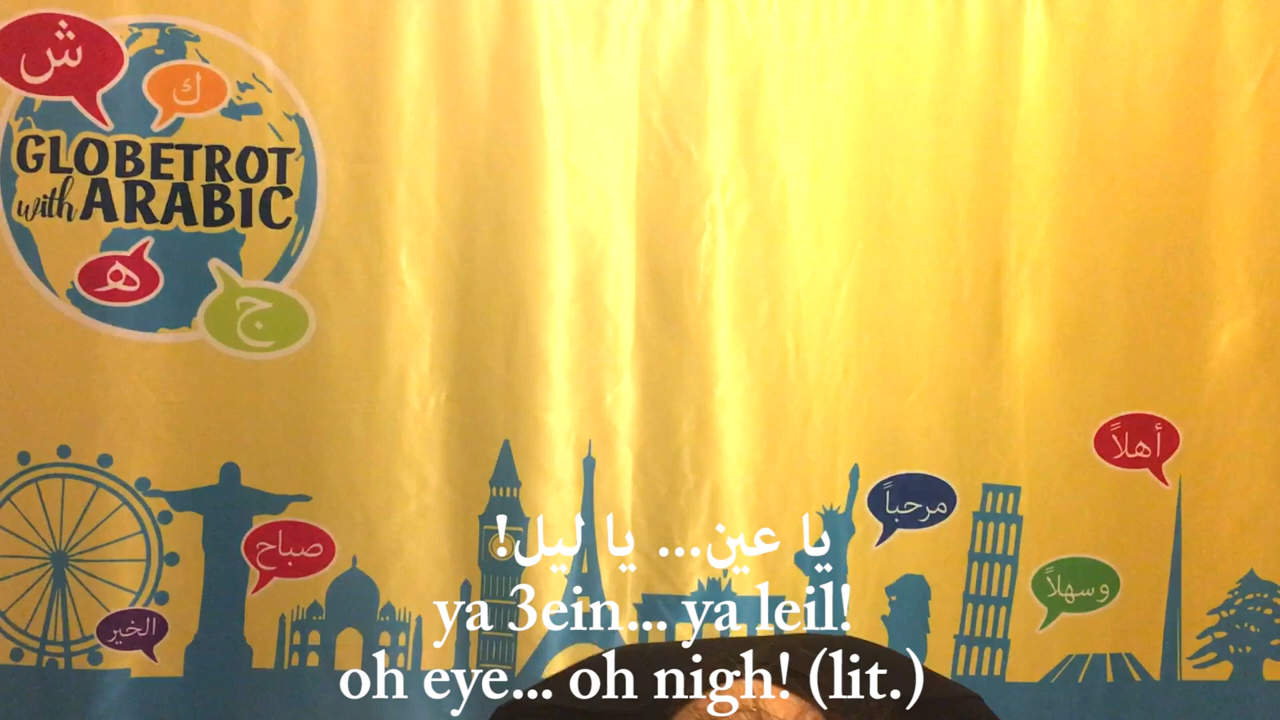 ش
ك
GLOBETROT
with ARABIC
ه
ج
أهلاً
مرحباً
وسهلاً
صباح
الخير
يا عين... يا ليل!
ya 3ein... ya leil!
oh eye... oh nigh! (lit.)